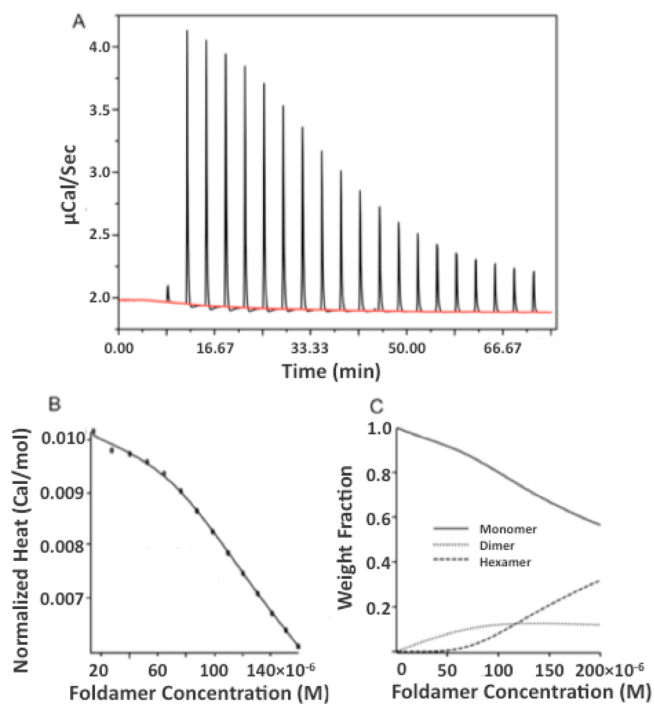 A
4.0
3.5
3.0
2.5
2.0
μCal/Sec
0.00 16.67 33.33 50.00 66.67
Time (min)
B
0.010
0.009
0.008
0.007
Normalized Heat (Cal/mol)
20 60 100 140×10⁻⁶
Foldamer Concentration (M)
C
1.0
0.8
0.6
0.4
0.2
Weight Fraction
Monomer
Dimer
Hexamer
0 50 100 150 200×10⁻⁶
Foldamer Concentration (M)